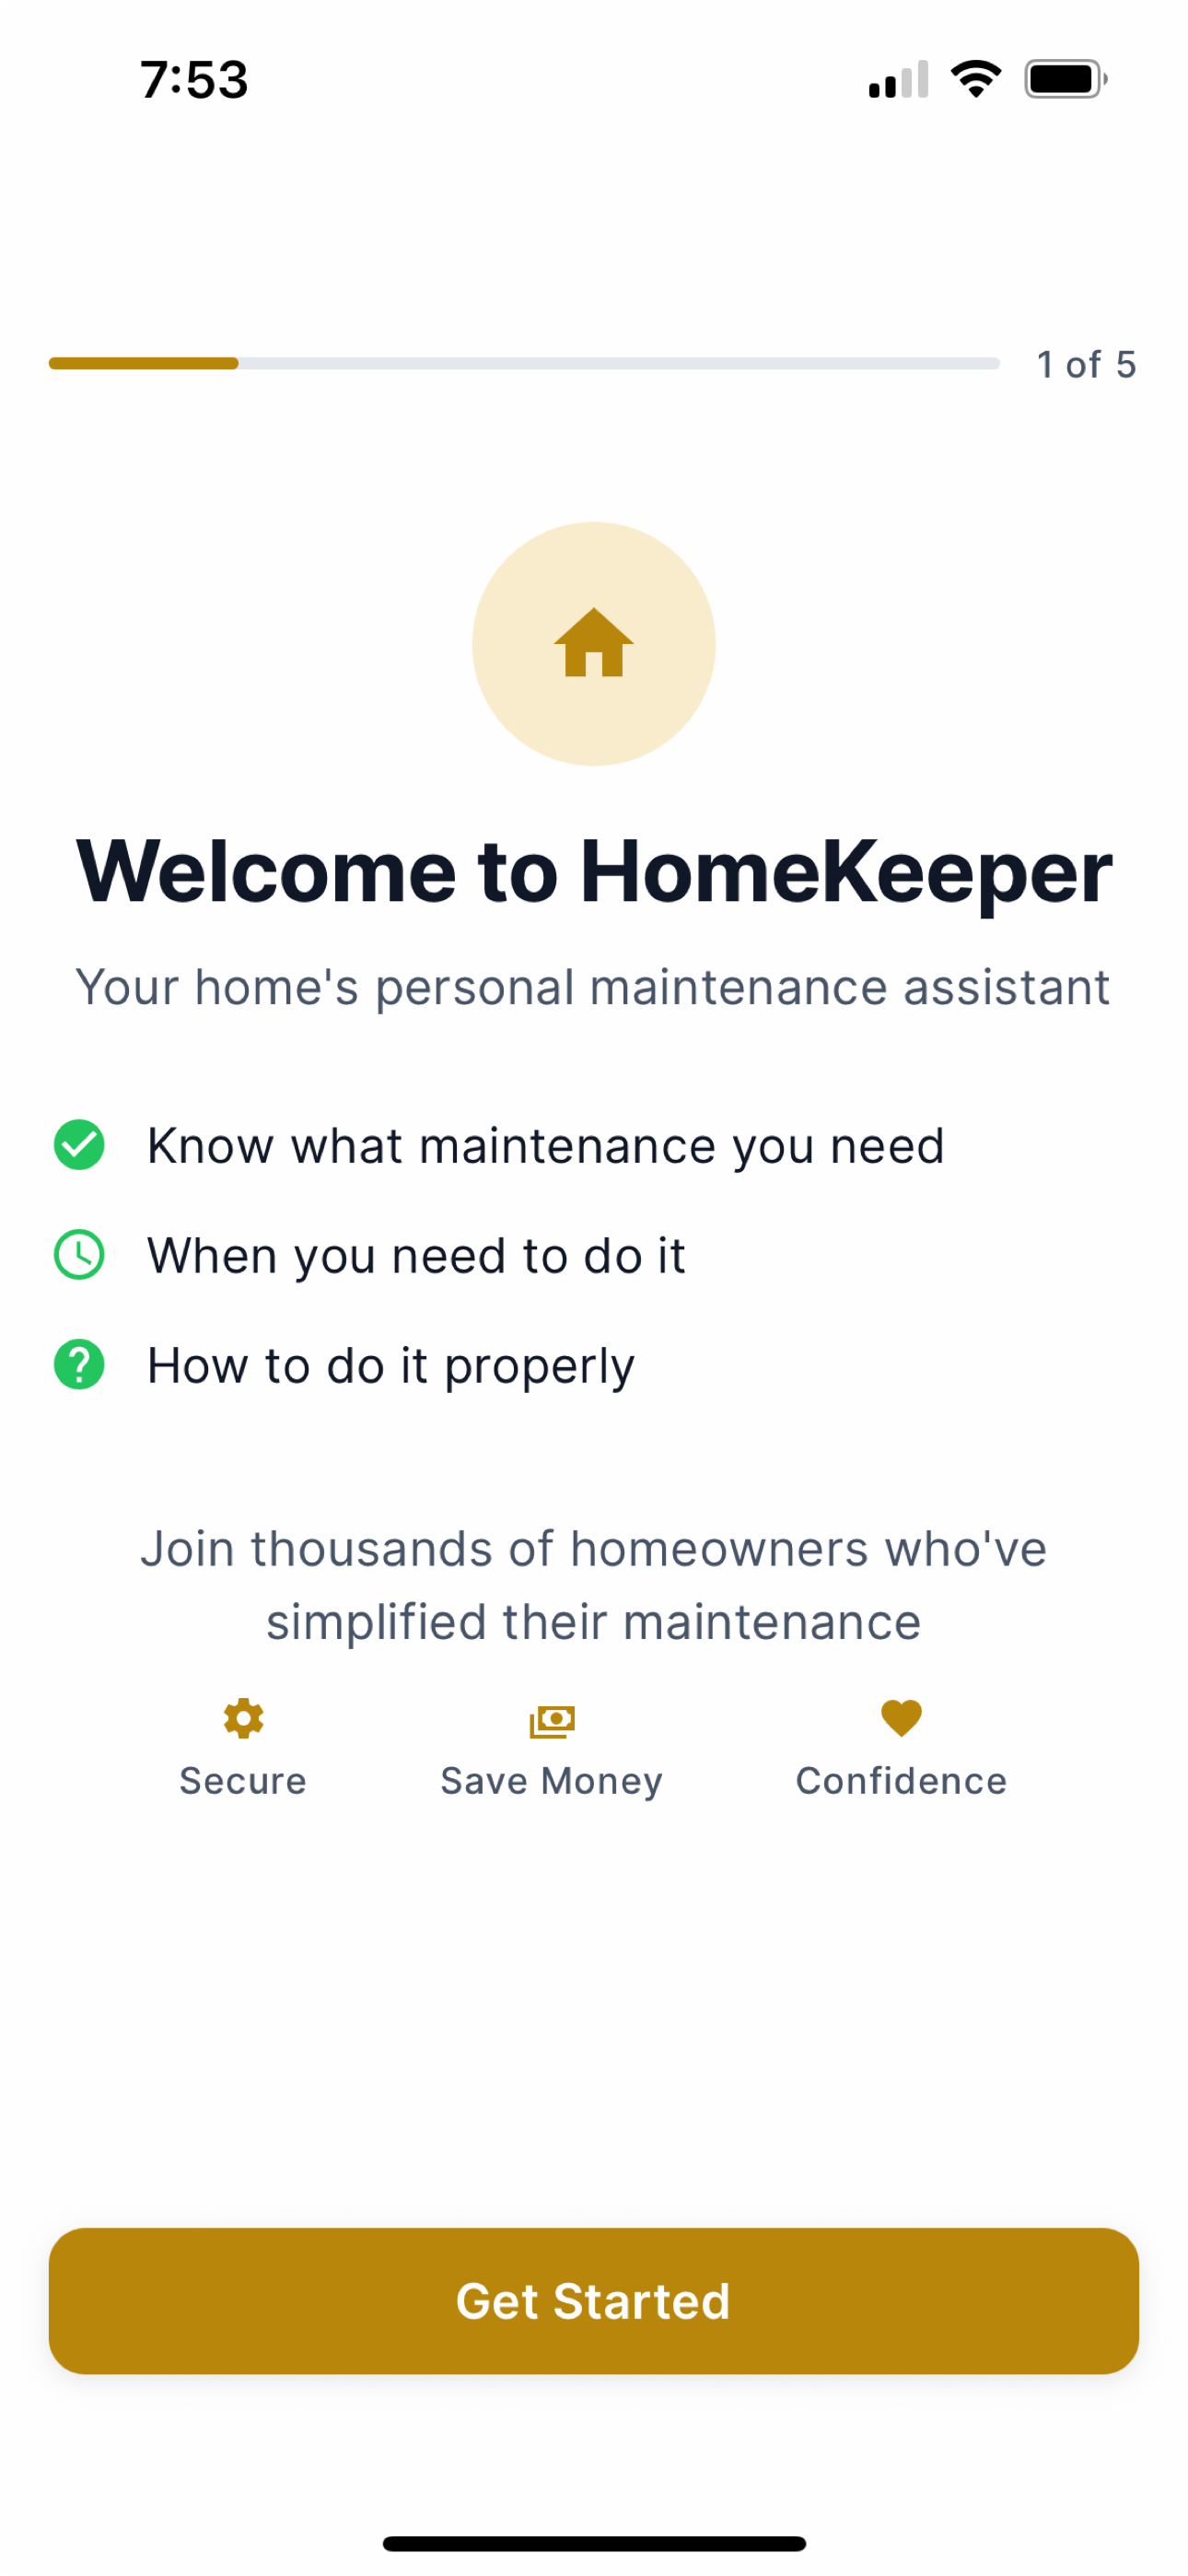 7:53
1 of 5
Welcome to HomeKeeper
Your home's personal maintenance assistant
Know what maintenance you need
When you need to do it
How to do it properly
Join thousands of homeowners who've
simplified their maintenance
Secure
Save Money
Confidence
Get Started